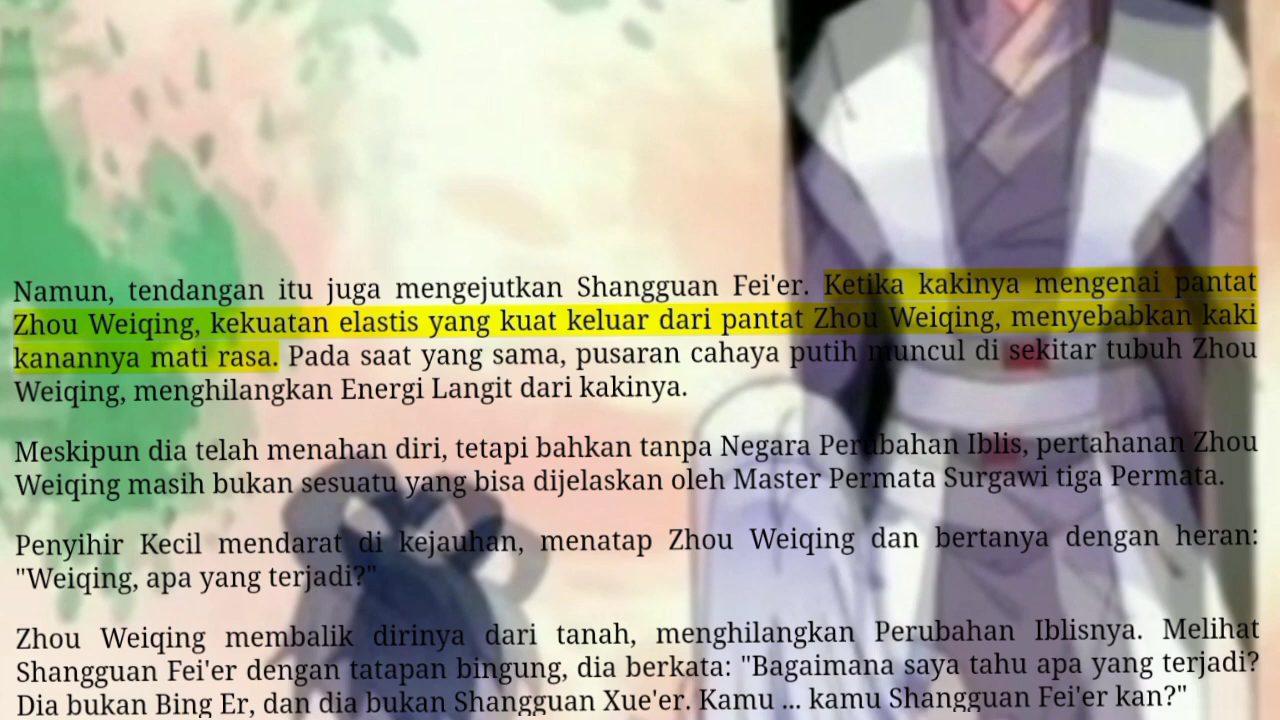 Namun, tendangan itu juga mengejutkan Shangguan Fei'er. Ketika kakinya mengenai pantat
Zhou Weiqing, kekuatan elastis yang kuat keluar dari pantat Zhou Weiqing, menyebabkan kaki
kanannya mati rasa. Pada saat yang sama, pusaran cahaya putih muncul di sekitar tubuh Zhou
Weiqing, menghilangkan Energi Langit dari kakinya.
Meskipun dia telah menahan diri, tetapi bahkan tanpa Negara Perubahan Iblis, pertahanan Zhou
Weiqing masih bukan sesuatu yang bisa dijelaskan oleh Master Permata Surgawi tiga Permata.
Penyihir Kecil mendarat di kejauhan, menatap Zhou Weiqing dan bertanya dengan heran:
"Weiqing, apa yang terjadi?"
Zhou Weiqing membalik dirinya dari tanah, menghilangkan Perubahan Iblisnya. Melihat
Shangguan Fei'er dengan tatapan bingung, dia berkata: "Bagaimana saya tahu apa yang terjadi?
Dia bukan Bing Er, dan dia bukan Shangguan Xue'er. Kamu ... kamu Shangguan Fei'er kan?"